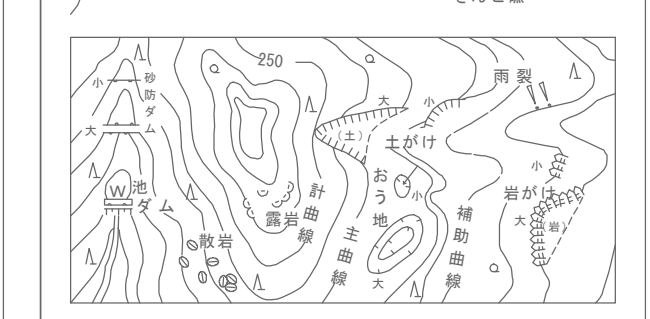 250
雨裂
小
砂防ダム
大
大
小
(土)
土がけ
池
W
ダム
おう地
小
小
岩がけ
大
(岩)
露岩
計曲線
主曲線
補助曲線
散岩
大